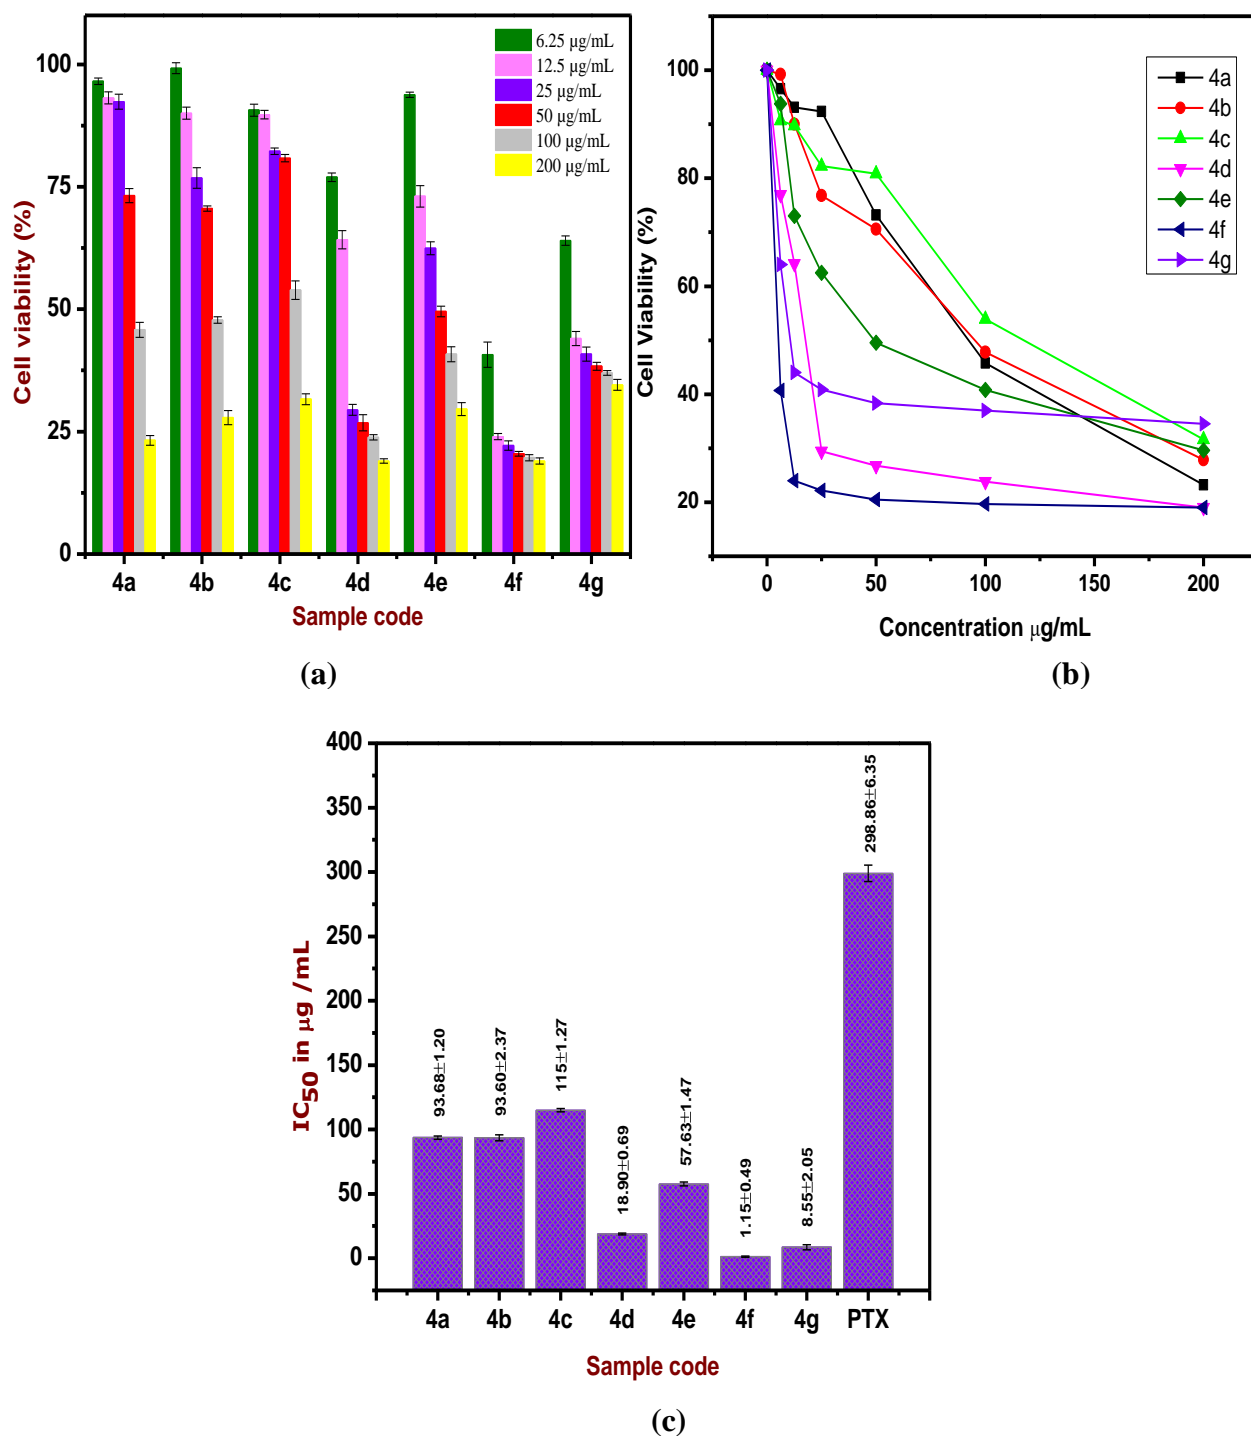 100
75
50
25
0
Cell viability (%)
6.25 μg/mL
12.5 μg/mL
25 μg/mL
50 μg/mL
100 μg/mL
200 μg/mL
4a 4b 4c 4d 4e 4f 4g
Sample code
(a)
100
80
60
40
20
Cell Viability (%)
4a
4b
4c
4d
4e
4f
4g
0 50 100 150 200
Concentration μg/mL
(b)
400
350
300
250
200
150
100
50
0
IC50 in μg /mL
93.68±1.20
93.60±2.37
115±1.27
18.90±0.69
57.63±1.47
1.15±0.49
8.55±2.05
298.86±6.35
4a 4b 4c 4d 4e 4f 4g PTX
Sample code
(c)